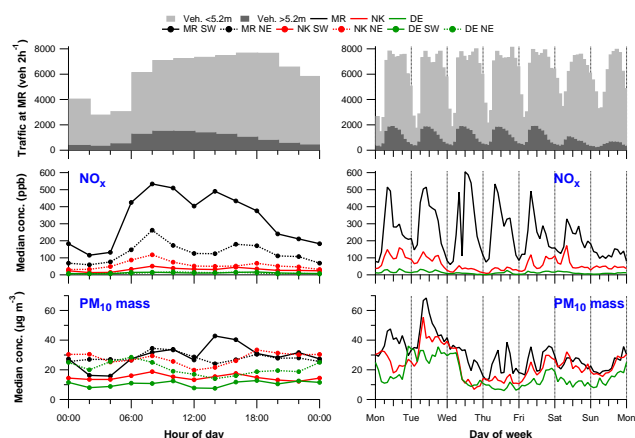 Veh. <5.2m Veh. >5.2m MR NK DE
MR SW MR NE NK SW NK NE DE SW DE NE
Traffic at MR (veh 2h⁻¹)
8000
6000
4000
2000
0
8000
6000
4000
2000
0
Median conc. (ppb)
NOx
600
500
400
300
200
100
0
NOx
600
500
400
300
200
100
0
Median conc. (µg m⁻³)
PM10 mass
60
40
20
0
PM10 mass
60
40
20
0
00:00 06:00 12:00 18:00 00:00
Hour of day
Mon Tue Wed Thu Fri Sat Sun Mon
Day of week